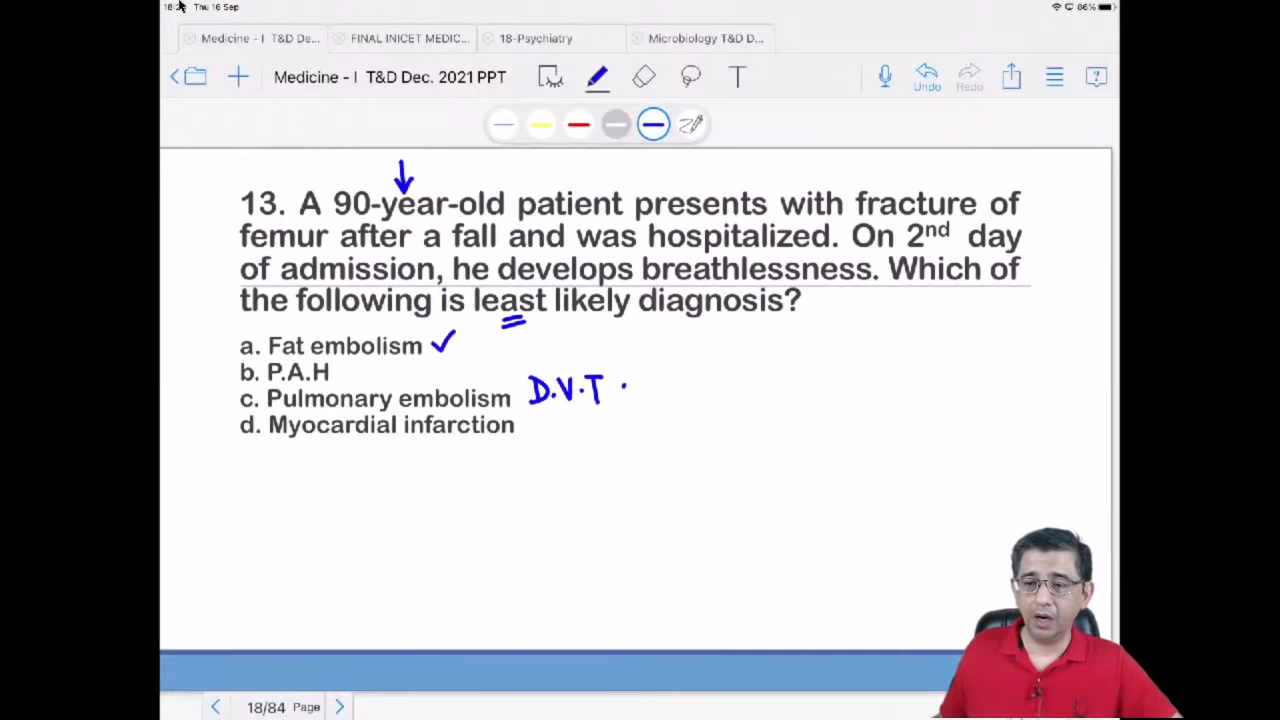 Thu 16 Sep
86%
Medicine - I T&D De...
FINAL INICET MEDIC...
18-Psychiatry
Microbiology T&D D...
Medicine - I T&D Dec. 2021 PPT
T
Undo
Redo
?
13. A 90-year-old patient presents with fracture of
femur after a fall and was hospitalized. On 2nd day
of admission, he develops breathlessness. Which of
the following is least likely diagnosis?
a. Fat embolism
b. P.A.H
c. Pulmonary embolism D.V.T.
d. Myocardial infarction
18/84 Page